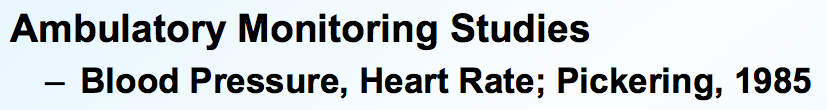 Ambulatory Monitoring Studies
– Blood Pressure, Heart Rate; Pickering, 1985